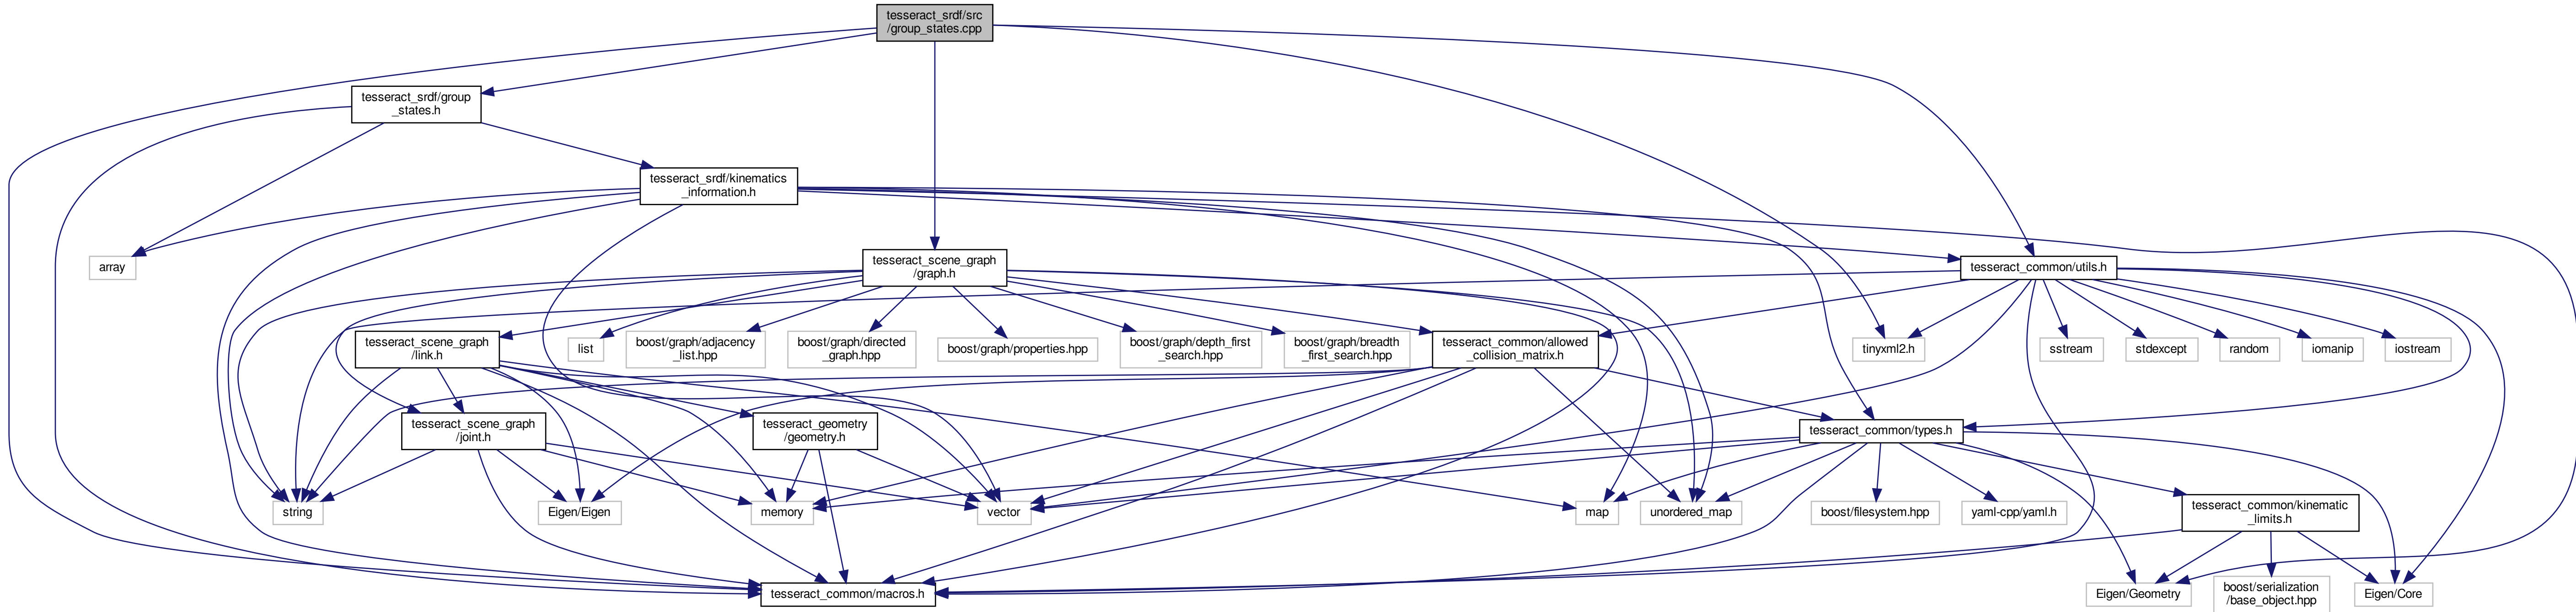 tesseract_srdf/src
/group_states.cpp
tesseract_srdf/group
_states.h
tesseract_srdf/kinematics
_information.h
array
tesseract_scene_graph
/graph.h
tesseract_common/utils.h
tesseract_scene_graph
/link.h
list
boost/graph/adjacency
_list.hpp
boost/graph/directed
_graph.hpp
boost/graph/properties.hpp
boost/graph/depth_first
_search.hpp
boost/graph/breadth
_first_search.hpp
tesseract_common/allowed
_collision_matrix.h
tinyxml2.h
sstream
stdexcept
random
iomanip
iostream
tesseract_scene_graph
/joint.h
tesseract_geometry
/geometry.h
tesseract_common/types.h
string
Eigen/Eigen
memory
vector
map
unordered_map
boost/filesystem.hpp
yaml-cpp/yaml.h
tesseract_common/kinematic
_limits.h
tesseract_common/macros.h
Eigen/Geometry
boost/serialization
/base_object.hpp
Eigen/Core